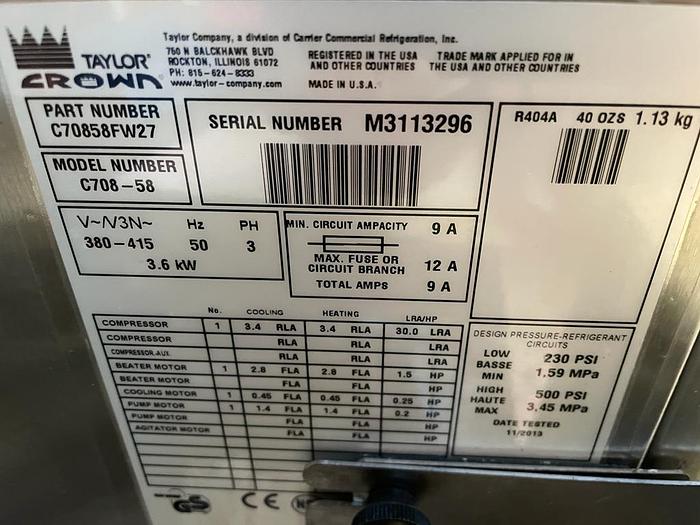 TAYLOR®
CROWN®
Taylor Company, a division of Carrier Commercial Refrigeration, Inc.
750 N BALCKHAWK BLVD
ROCKTON, ILLINOIS 61072
PH: 815-624-8333
www.taylor-company.com
REGISTERED IN THE USA
AND OTHER COUNTRIES
MADE IN U.S.A.
TRADE MARK APPLIED FOR IN
THE USA AND OTHER COUNTRIES
PART NUMBER
C70858FW27
MODEL NUMBER
C708-58
SERIAL NUMBER M3113296
R404A 40 OZS 1.13 kg
V~/V3N~ Hz PH
380-415 50 3
3.6 kW
MIN. CIRCUIT AMPACITY 9 A
MAX. FUSE OR
CIRCUIT BRANCH 12 A
TOTAL AMPS 9 A
No. COOLING HEATING LRA/HP
COMPRESSOR 1 3.4 RLA 3.4 RLA 30.0 LRA
COMPRESSOR RLA RLA LRA
COMPRESSOR-AUX. RLA RLA LRA
BEATER MOTOR 1 2.8 FLA 2.8 FLA 1.5 HP
BEATER MOTOR FLA FLA HP
COOLING MOTOR 1 0.45 FLA 0.45 FLA 0.25 HP
PUMP MOTOR 1 1.4 FLA 1.4 FLA 0.2 HP
PUMP MOTOR FLA FLA HP
AGITATOR MOTOR FLA FLA HP
DESIGN PRESSURE-REFRIGERANT
CIRCUITS
LOW 230 PSI
BASSE
MIN 1,59 MPa
HIGH 500 PSI
HAUTE
MAX 3,45 MPa
DATE TESTED
11/2013
GS
CE